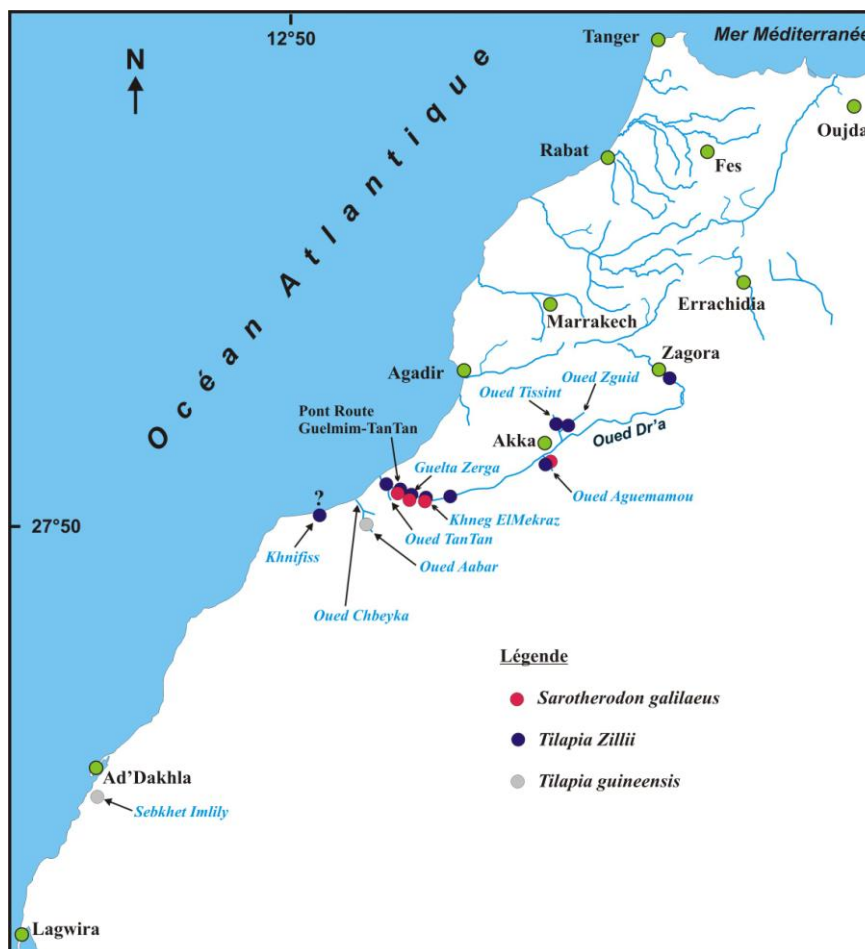 12°50
Tanger
Mer Méditerranée
N
Oujda
Rabat
Fes
Océan Atlantique
Errachidia
Marrakech
Zagora
Agadir
Oued Zguid
Oued Tissint
Pont Route
Guelmim-TanTan
Akka
Oued Dr'a
Guelta Zerga
Oued Aguemamou
?
Khneg ElMekraz
27°50
Oued TanTan
Khnifiss
Oued Aabar
Oued Chbeyka
Légende
Sarotherodon galilaeus
Tilapia Zillii
Tilapia guineensis
Ad'Dakhla
Sebkhet Imlily
Lagwira